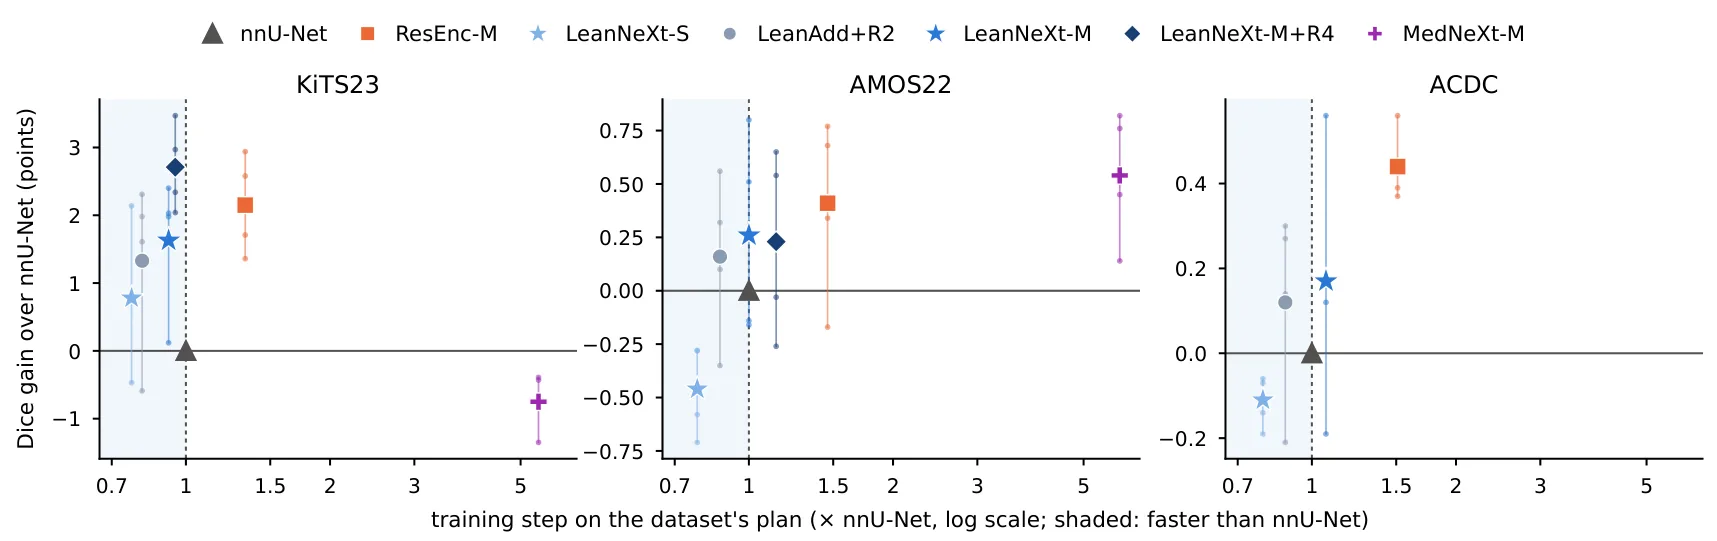 nnU-Net ResEnc-M LeanNeXt-S LeanAdd+R2 LeanNeXt-M LeanNeXt-M+R4 MedNeXt-M
KiTS23
AMOS22
ACDC
Dice gain over nnU-Net (points)
3
2
1
0
−1
0.7 1 1.5 2 3 5
0.75
0.50
0.25
0.00
−0.25
−0.50
−0.75
0.7 1 1.5 2 3 5
0.4
0.2
0.0
−0.2
0.7 1 1.5 2 3 5
training step on the dataset's plan (× nnU-Net, log scale; shaded: faster than nnU-Net)